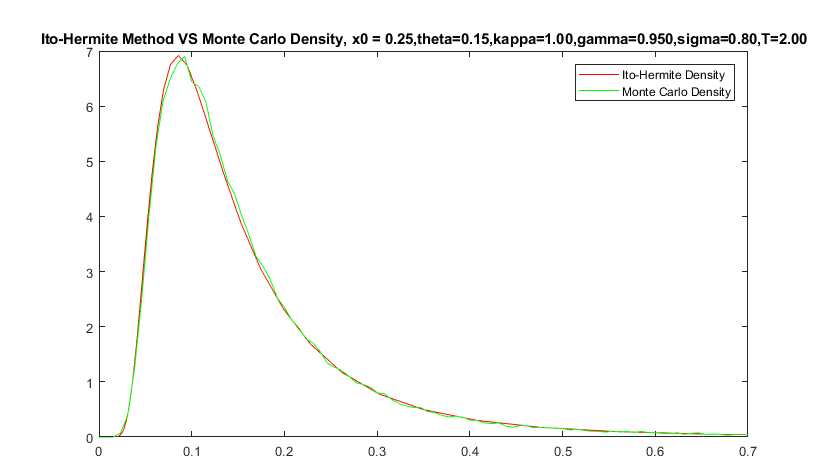 Ito-Hermite Method VS Monte Carlo Density, x0 = 0.25,theta=0.15,kappa=1.00,gamma=0.950,sigma=0.80,T=2.00
7
Ito-Hermite Density
Monte Carlo Density
6
5
4
3
2
1
0
0 0.1 0.2 0.3 0.4 0.5 0.6 0.7